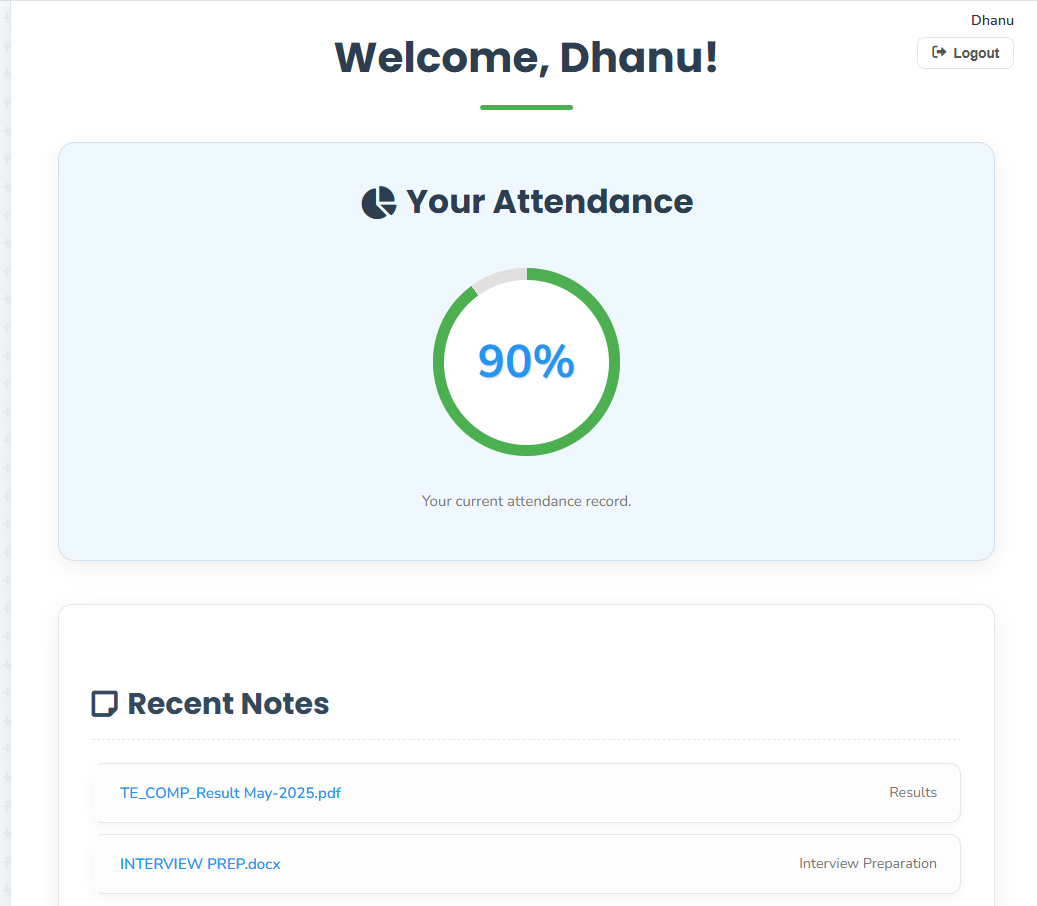 Dhanu
Welcome, Dhanu!
Logout
Your Attendance
90%
Your current attendance record.
Recent Notes
TE_COMP_Result May-2025.pdf Results
INTERVIEW PREP.docx Interview Preparation